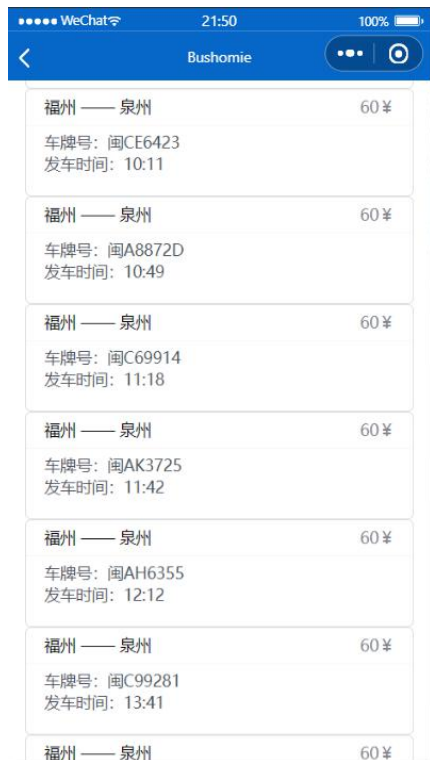 WeChat 21:50 100%
Bushomie
福州 —— 泉州 60¥
车牌号：闽CE6423
发车时间：10:11
福州 —— 泉州 60¥
车牌号：闽A8872D
发车时间：10:49
福州 —— 泉州 60¥
车牌号：闽C69914
发车时间：11:18
福州 —— 泉州 60¥
车牌号：闽AK3725
发车时间：11:42
福州 —— 泉州 60¥
车牌号：闽AH6355
发车时间：12:12
福州 —— 泉州 60¥
车牌号：闽C99281
发车时间：13:41
福州 —— 泉州 60¥